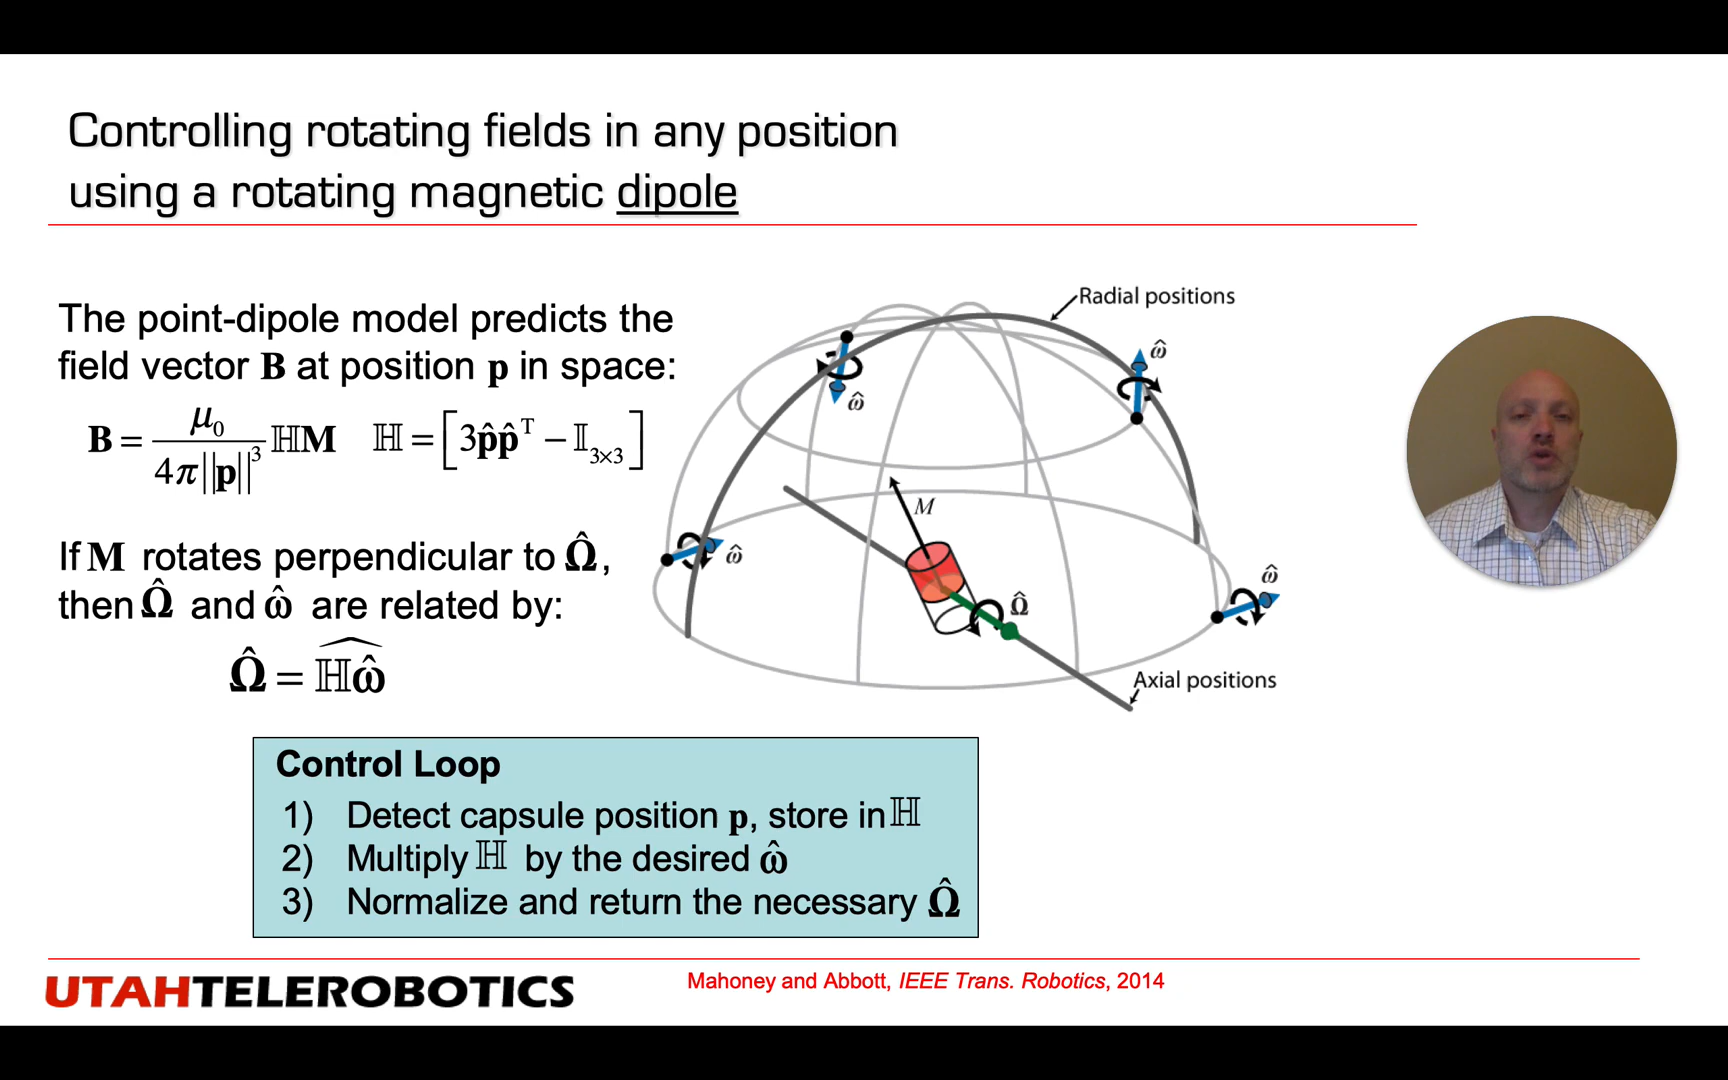 Controlling rotating fields in any position
using a rotating magnetic dipole
The point-dipole model predicts the
field vector B at position p in space:
B = μ₀ / 4π||p||³ ℍM   ℍ = [3p̂p̂ᵀ − 𝕀₃ₓ₃]
If M rotates perpendicular to Ω̂,
then Ω̂ and ω̂ are related by:
Ω̂ = \widehat{ℍω̂}
Radial positions
ω̂
ω̂
M
ω̂
ω̂
Ω̂
Axial positions
Control Loop
1) Detect capsule position p, store in ℍ
2) Multiply ℍ by the desired ω̂
3) Normalize and return the necessary Ω̂
UTAHTELEROBOTICS
Mahoney and Abbott, IEEE Trans. Robotics, 2014